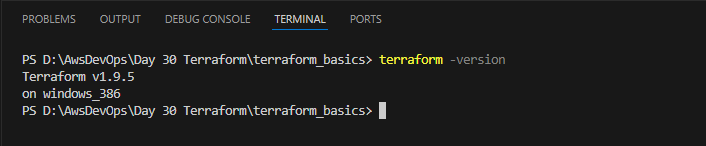 PROBLEMS OUTPUT DEBUG CONSOLE TERMINAL PORTS
PS D:\AwsDevOps\Day 30 Terraform\terraform_basics> terraform -version
Terraform v1.9.5
on windows_386
PS D:\AwsDevOps\Day 30 Terraform\terraform_basics>